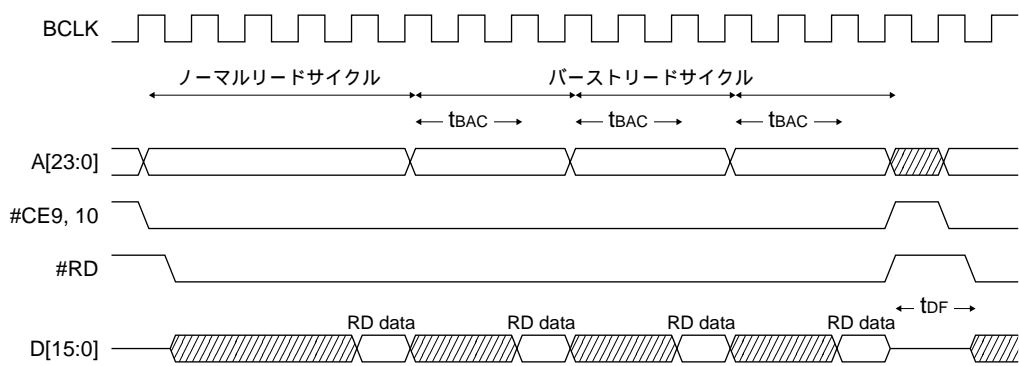 BCLK
ノーマルリードサイクル バーストリードサイクル
tBAC tBAC tBAC
A[23:0]
#CE9, 10
#RD
tDF
RD data RD data RD data RD data
D[15:0]